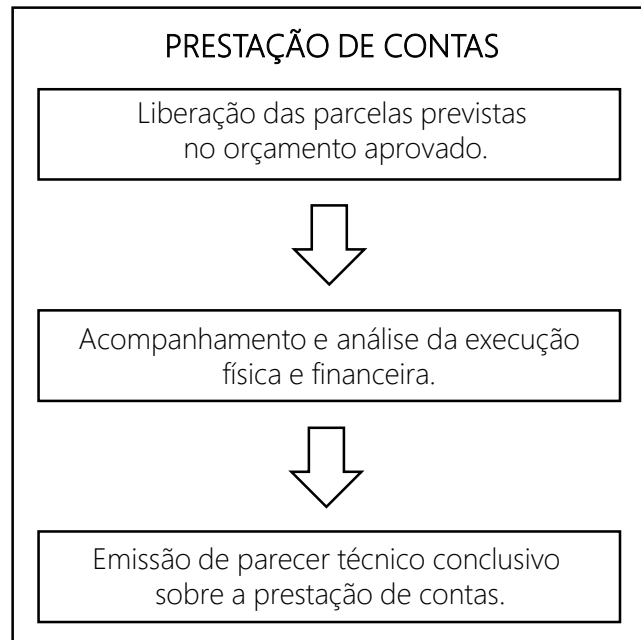 PRESTAÇÃO DE CONTAS
Liberação das parcelas previstas
no orçamento aprovado.
Acompanhamento e análise da execução
física e financeira.
Emissão de parecer técnico conclusivo
sobre a prestação de contas.